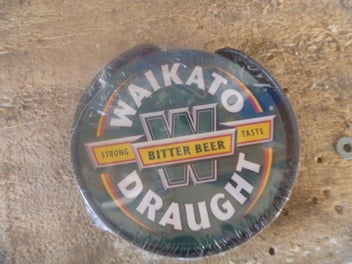 WAIKATO
W
STRONG BITTER BEER TASTE
DRAUGHT